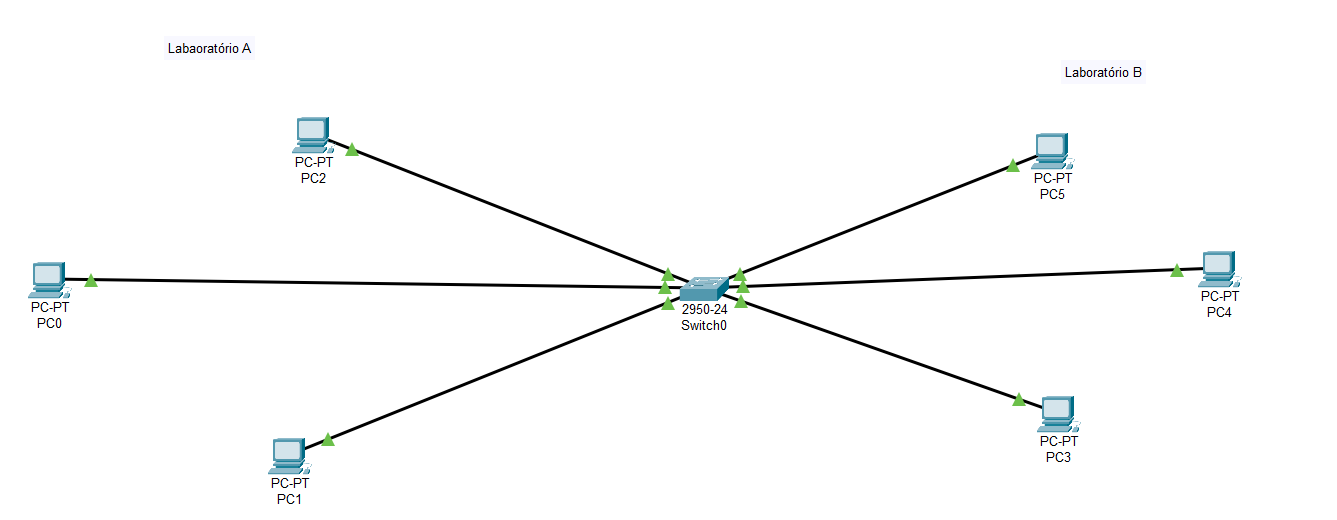 Labaoratório A
Laboratório B
PC-PT
PC2
PC-PT
PC5
PC-PT
PC0
2950-24
Switch0
PC-PT
PC4
PC-PT
PC1
PC-PT
PC3